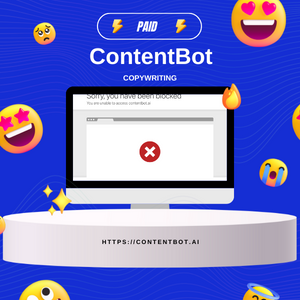 PAID
ContentBot
COPYWRITING
Sorry, you have been blocked
You are unable to access contentbot.ai
HTTPS://CONTENTBOT.AI